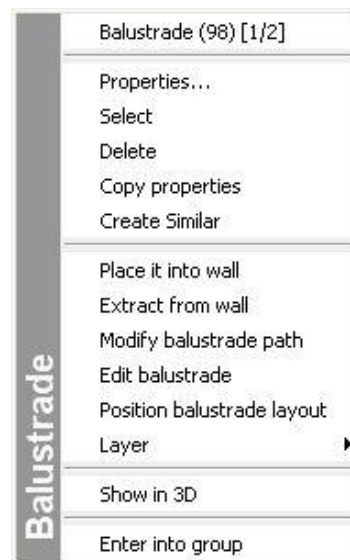 Balustrade (98) [1/2]
Properties...
Select
Delete
Copy properties
Create Similar
Place it into wall
Extract from wall
Modify balustrade path
Edit balustrade
Position balustrade layout
Layer
Show in 3D
Enter into group
Balustrade